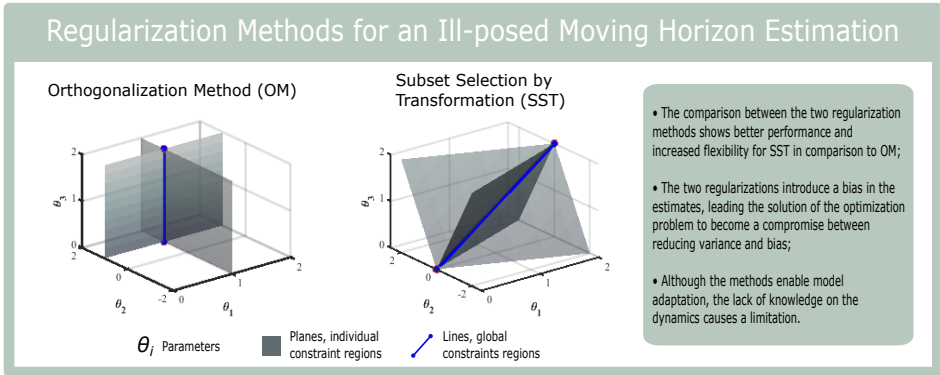 Regularization Methods for an Ill-posed Moving Horizon Estimation
Orthogonalization Method (OM)
2
1
0
θ3
2
0
-2
θ2
0
1
2
θ1
Subset Selection by
Transformation (SST)
2
1
0
θ3
2
0
-2
θ2
0
1
2
θ1
θi Parameters
Planes, individual
constraint regions
Lines, global
constraints regions
• The comparison between the two regularization
methods shows better performance and
increased flexibility for SST in comparison to OM;
• The two regularizations introduce a bias in the
estimates, leading the solution of the optimization
problem to become a compromise between
reducing variance and bias;
• Although the methods enable model
adaptation, the lack of knowledge on the
dynamics causes a limitation.